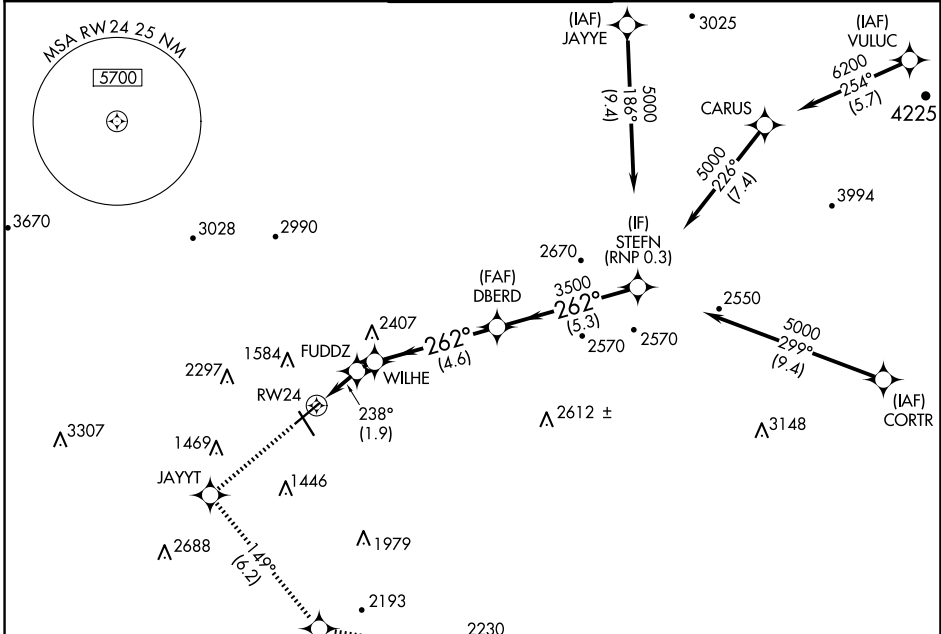 MSA RW24 25 NM
5700
(IAF)
JAYYE
3025
(IAF)
VULUC
6200
254°
(5.7)
4225
5000
186°
(9.4)
CARUS
5000
226°
(7.4)
3994
3670
3028
2990
(IF)
STEFN
(RNP 0.3)
2670
(FAF)
DBERD
3500
262°
(5.3)
2550
5000
299°
(9.4)
2407
262°
(4.6)
2570
2570
FUDDZ
1584
WILHE
2297
RW24
238°
(1.9)
2612 ±
(IAF)
CORTR
3307
1469
3148
JAYYT
1446
2688
149°
(6.2)
1979
2193
2230